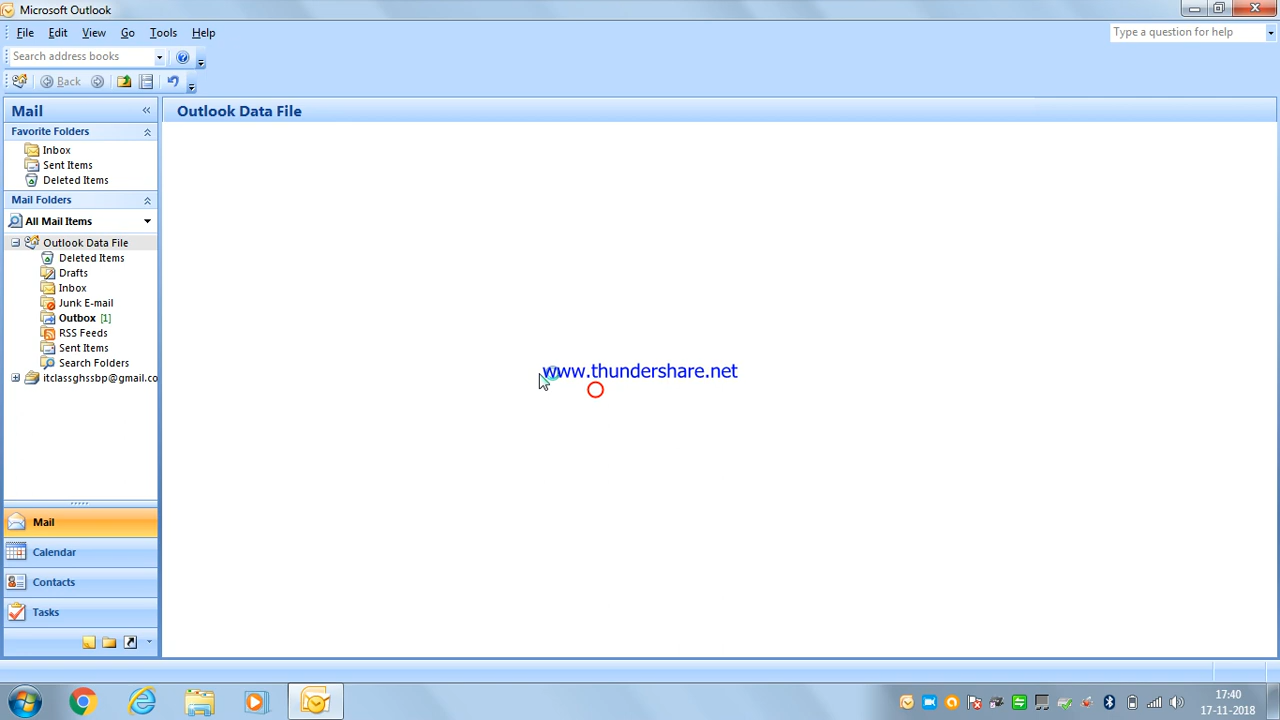 Microsoft Outlook
File Edit View Go Tools Help
Type a question for help
Search address books
Back
Mail
Outlook Data File
Favorite Folders
Inbox
Sent Items
Deleted Items
Mail Folders
All Mail Items
Outlook Data File
Deleted Items
Drafts
Inbox
Junk E-mail
Outbox [1]
RSS Feeds
Sent Items
Search Folders
itclassghssbp@gmail.co
www.thundershare.net
Mail
Calendar
Contacts
Tasks
17:40
17-11-2018